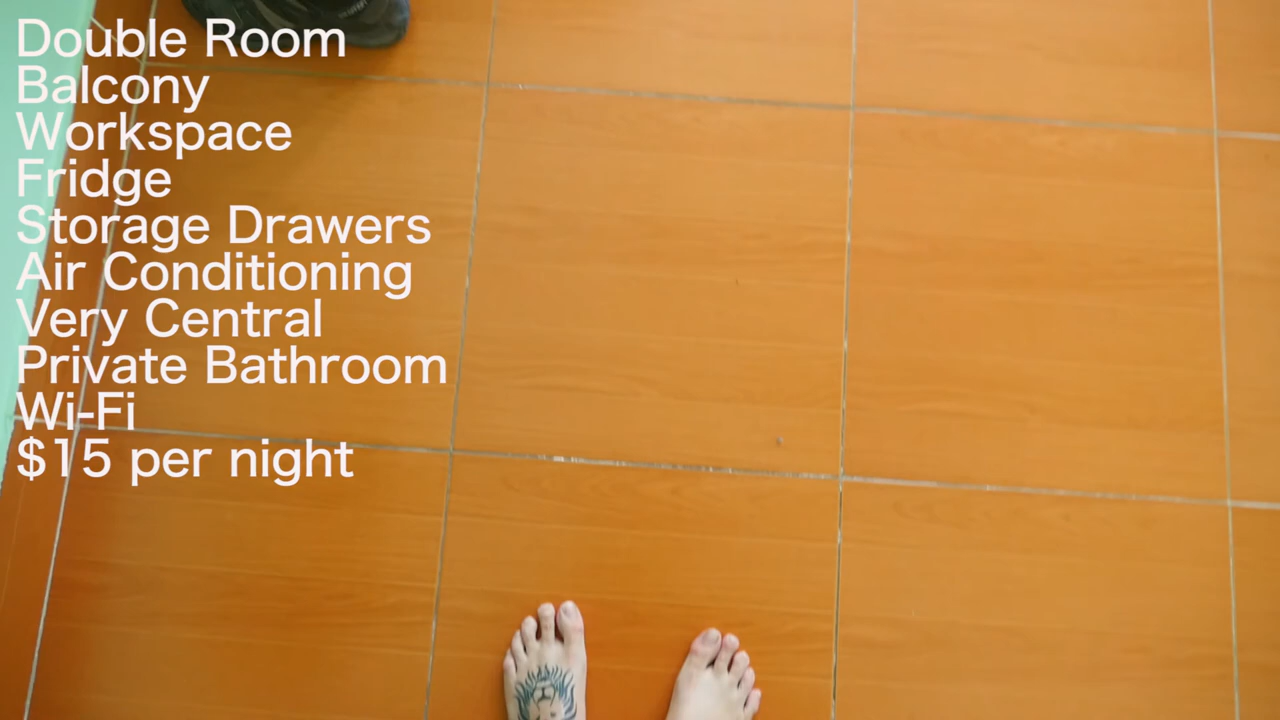 Double Room
Balcony
Workspace
Fridge
Storage Drawers
Air Conditioning
Very Central
Private Bathroom
Wi-Fi
$15 per night